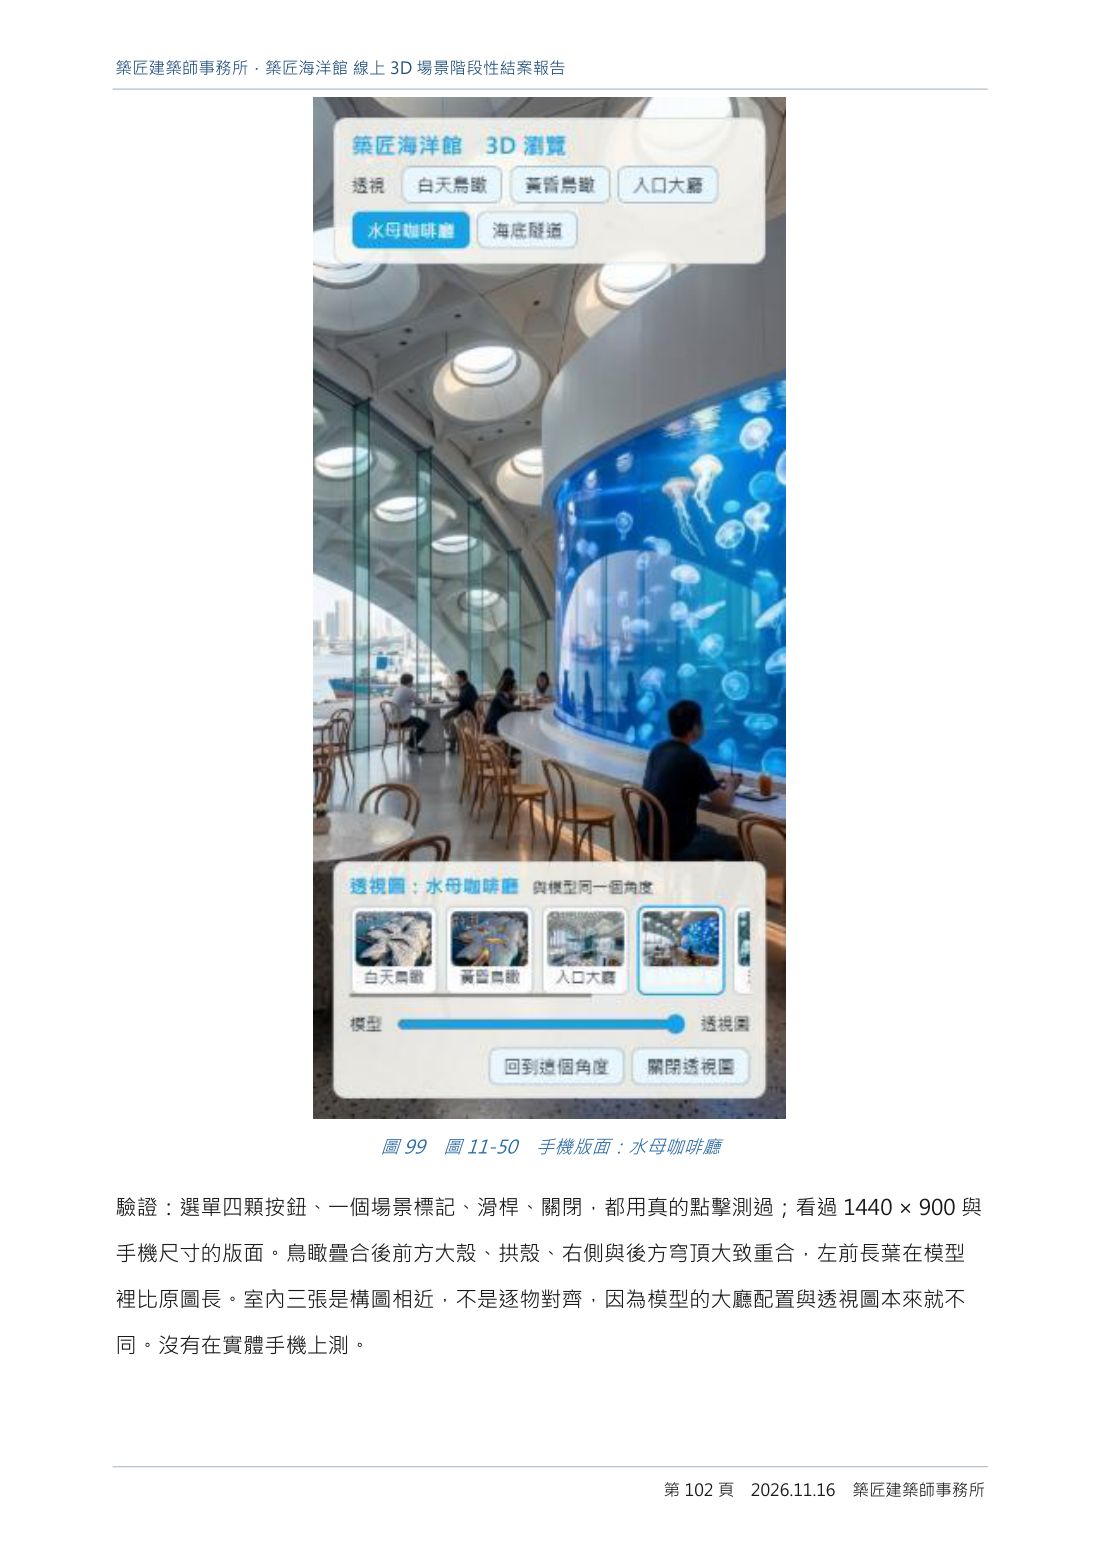 築匠建築師事務所．築匠海洋館 線上 3D 場景階段性結案報告
築匠海洋館　3D 瀏覽
透視 白天鳥瞰 黃昏鳥瞰 入口大廳
水母咖啡廳 海底隧道
透視圖：水母咖啡廳 與模型同一個角度
白天鳥瞰 黃昏鳥瞰 入口大廳
模型 透視圖
回到這個角度 關閉透視圖
圖 99　圖 11-50　手機版面：水母咖啡廳
驗證：選單四顆按鈕、一個場景標記、滑桿、關閉，都用真的點擊測過；看過 1440 × 900 與
手機尺寸的版面。鳥瞰疊合後前方大殼、拱殼、右側與後方穹頂大致重合，左前長葉在模型
裡比原圖長。室內三張是構圖相近，不是逐物對齊，因為模型的大廳配置與透視圖本來就不
同。沒有在實體手機上測。
第 102 頁　2026.11.16　築匠建築師事務所